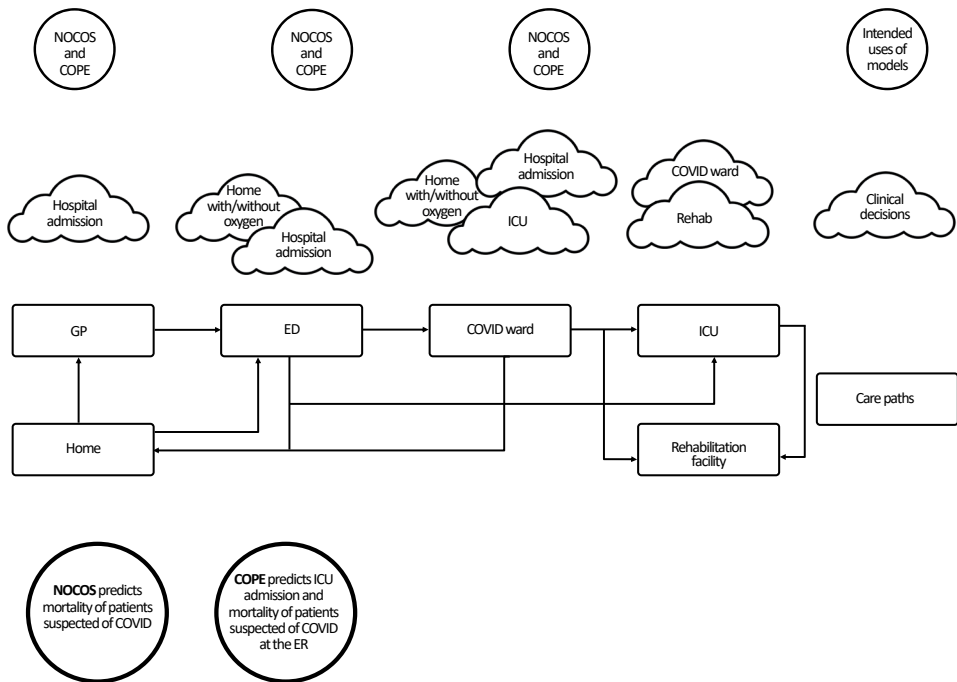 NOCOS
and
COPE
NOCOS
and
COPE
NOCOS
and
COPE
Intended
uses of
models
Hospital
admission
Home
with/without
oxygen
Hospital
admission
Home
with/without
oxygen
Hospital
admission
ICU
COVID ward
Rehab
Clinical
decisions
GP
ED
COVID ward
ICU
Care paths
Home
Rehabilitation
facility
NOCOS predicts
mortality of patients
suspected of COVID
COPE predicts ICU
admission and
mortality of patients
suspected of COVID
at the ER